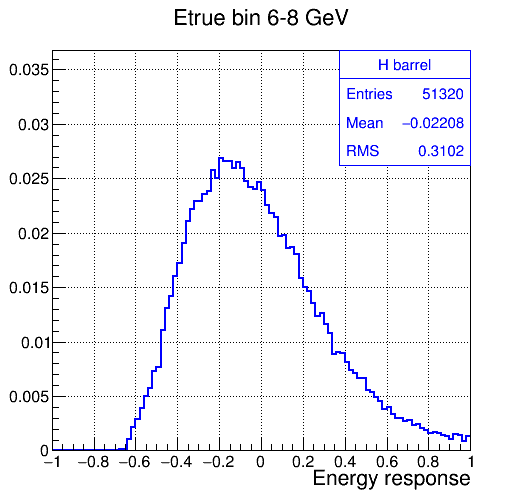 Etrue bin 6-8 GeV
H barrel
Entries 51320
Mean −0.02208
RMS 0.3102
0.035
0.03
0.025
0.02
0.015
0.01
0.005
0
−1 −0.8 −0.6 −0.4 −0.2 0 0.2 0.4 0.6 0.8 1
Energy response